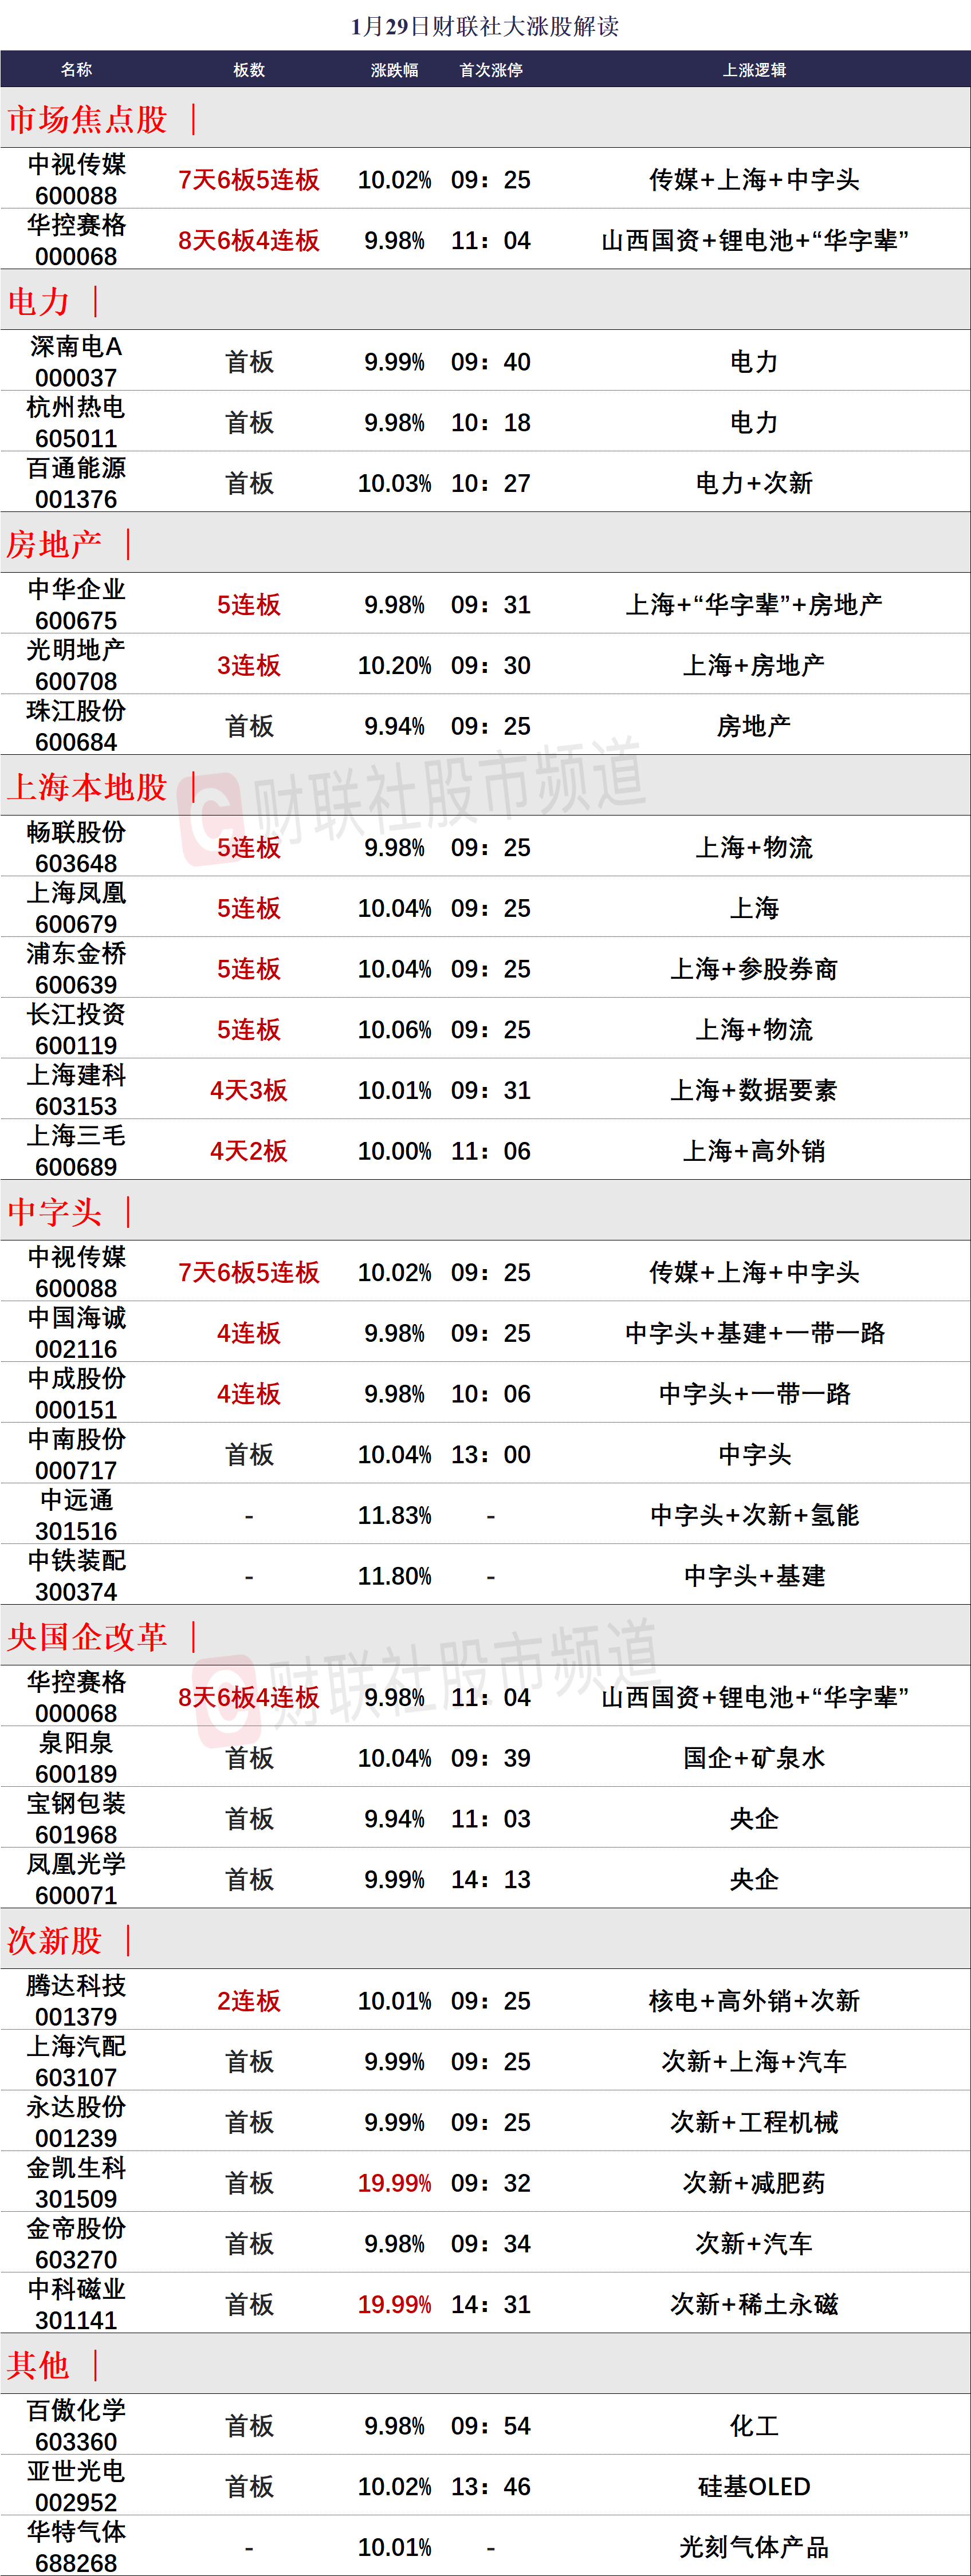 1月29日财联社大涨股解读
名称 板数 涨跌幅 首次涨停 上涨逻辑
市场焦点股 |
中视传媒
600088 7天6板5连板 10.02% 09：25 传媒+上海+中字头
华控赛格
000068 8天6板4连板 9.98% 11：04 山西国资+锂电池+“华字辈”
电力 |
深南电A
000037 首板 9.99% 09：40 电力
杭州热电
605011 首板 9.98% 10：18 电力
百通能源
001376 首板 10.03% 10：27 电力+次新
房地产 |
中华企业
600675 5连板 9.98% 09：31 上海+“华字辈”+房地产
光明地产
600708 3连板 10.20% 09：30 上海+房地产
珠江股份
600684 首板 9.94% 09：25 房地产
财联社股市频道
上海本地股 |
畅联股份
603648 5连板 9.98% 09：25 上海+物流
上海凤凰
600679 5连板 10.04% 09：25 上海
浦东金桥
600639 5连板 10.04% 09：25 上海+参股券商
长江投资
600119 5连板 10.06% 09：25 上海+物流
上海建科
603153 4天3板 10.01% 09：31 上海+数据要素
上海三毛
600689 4天2板 10.00% 11：06 上海+高外销
中字头 |
中视传媒
600088 7天6板5连板 10.02% 09：25 传媒+上海+中字头
中国海诚
002116 4连板 9.98% 09：25 中字头+基建+一带一路
中成股份
000151 4连板 9.98% 10：06 中字头+一带一路
中南股份
000717 首板 10.04% 13：00 中字头
中远通
301516 - 11.83% - 中字头+次新+氢能
中铁装配
300374 - 11.80% - 中字头+基建
央国企改革 |
财联社股市频道
华控赛格
000068 8天6板4连板 9.98% 11：04 山西国资+锂电池+“华字辈”
泉阳泉
600189 首板 10.04% 09：39 国企+矿泉水
宝钢包装
601968 首板 9.94% 11：03 央企
凤凰光学
600071 首板 9.99% 14：13 央企
次新股 |
腾达科技
001379 2连板 10.01% 09：25 核电+高外销+次新
上海汽配
603107 首板 9.99% 09：25 次新+上海+汽车
永达股份
001239 首板 9.99% 09：25 次新+工程机械
金凯生科
301509 首板 19.99% 09：32 次新+减肥药
金帝股份
603270 首板 9.98% 09：34 次新+汽车
中科磁业
301141 首板 19.99% 14：31 次新+稀土永磁
其他 |
百傲化学
603360 首板 9.98% 09：54 化工
亚世光电
002952 首板 10.02% 13：46 硅基OLED
华特气体
688268 - 10.01% - 光刻气体产品